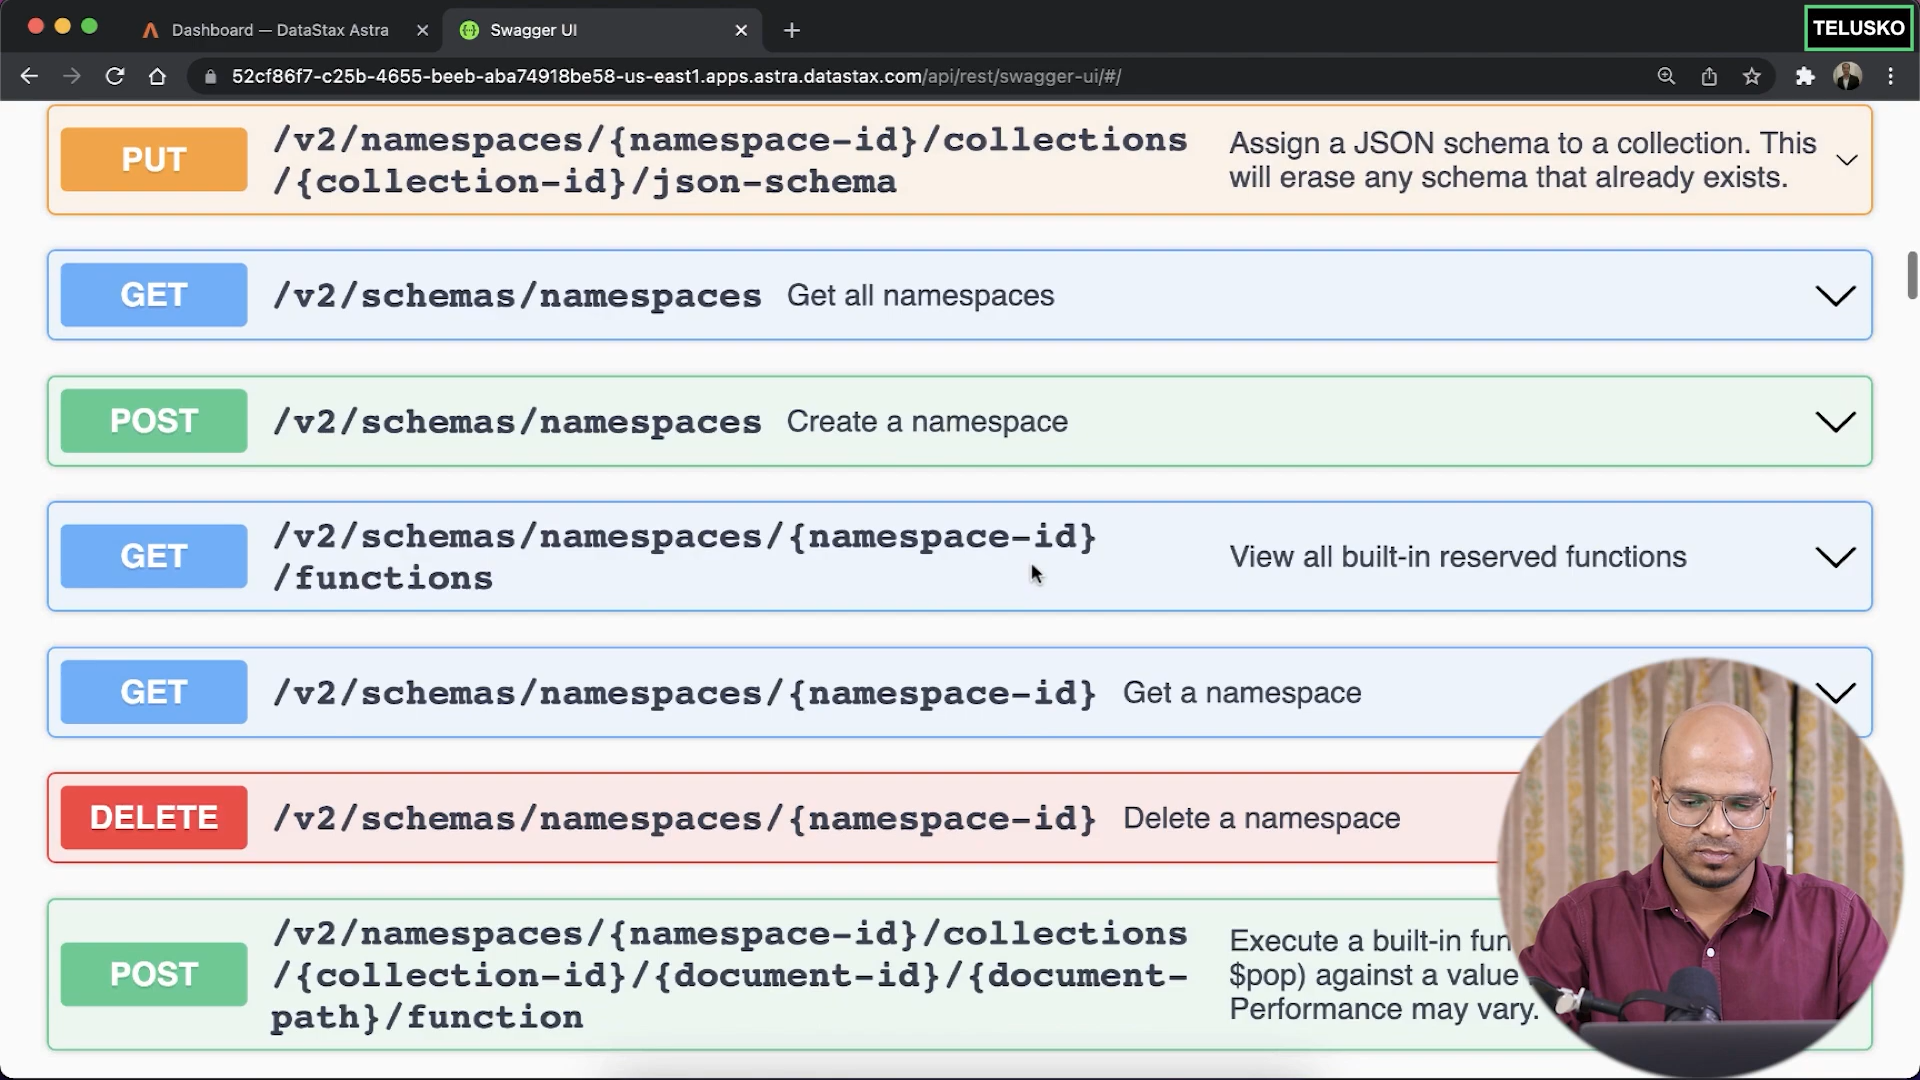 Dashboard — DataStax Astra
Swagger UI
TELUSKO
52cf86f7-c25b-4655-beeb-aba74918be58-us-east1.apps.astra.datastax.com/api/rest/swagger-ui/#/
PUT
/v2/namespaces/{namespace-id}/collections
/{collection-id}/json-schema
Assign a JSON schema to a collection. This
will erase any schema that already exists.
GET
/v2/schemas/namespaces Get all namespaces
POST
/v2/schemas/namespaces Create a namespace
GET
/v2/schemas/namespaces/{namespace-id}
/functions
View all built-in reserved functions
GET
/v2/schemas/namespaces/{namespace-id} Get a namespace
DELETE
/v2/schemas/namespaces/{namespace-id} Delete a namespace
POST
/v2/namespaces/{namespace-id}/collections
/{collection-id}/{document-id}/{document-
path}/function
Execute a built-in fun
$pop) against a value
Performance may vary.